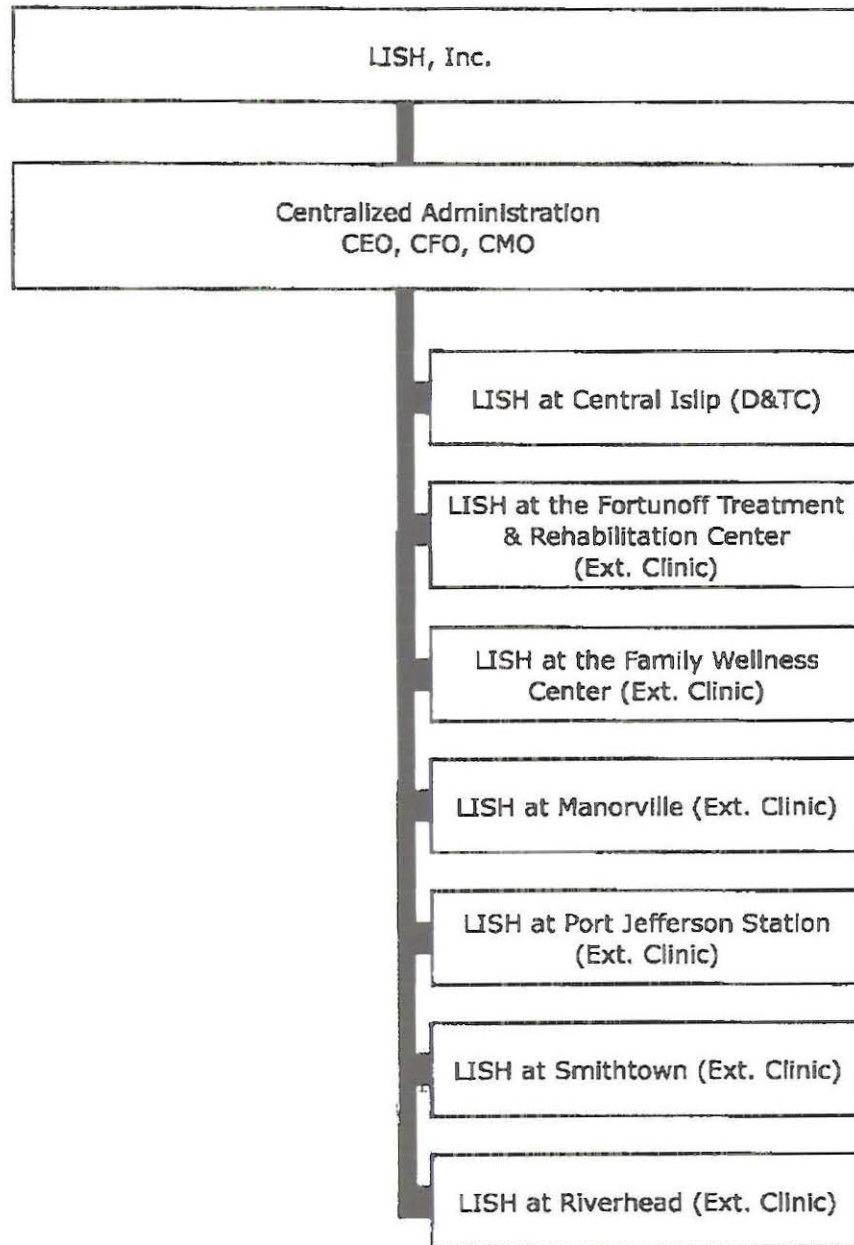 LISH, Inc.
Centralized Administration
CEO, CFO, CMO
LISH at Central Islip (D&TC)
LISH at the Fortunoff Treatment
& Rehabilitation Center
(Ext. Clinic)
LISH at the Family Wellness
Center (Ext. Clinic)
LISH at Manorville (Ext. Clinic)
LISH at Port Jefferson Station
(Ext. Clinic)
LISH at Smithtown (Ext. Clinic)
LISH at Riverhead (Ext. Clinic)